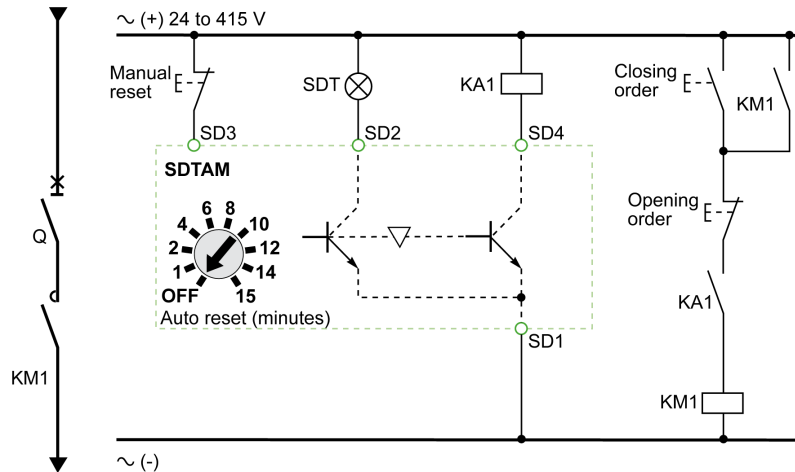 ~ (+) 24 to 415 V
Manual
reset
SDT
KA1
Closing
order
KM1
SD3
SD2
SD4
SDTAM
6
8
4
10
2
12
1
14
OFF
15
Auto reset (minutes)
Opening
order
Q
KA1
SD1
KM1
KM1
~ (-)